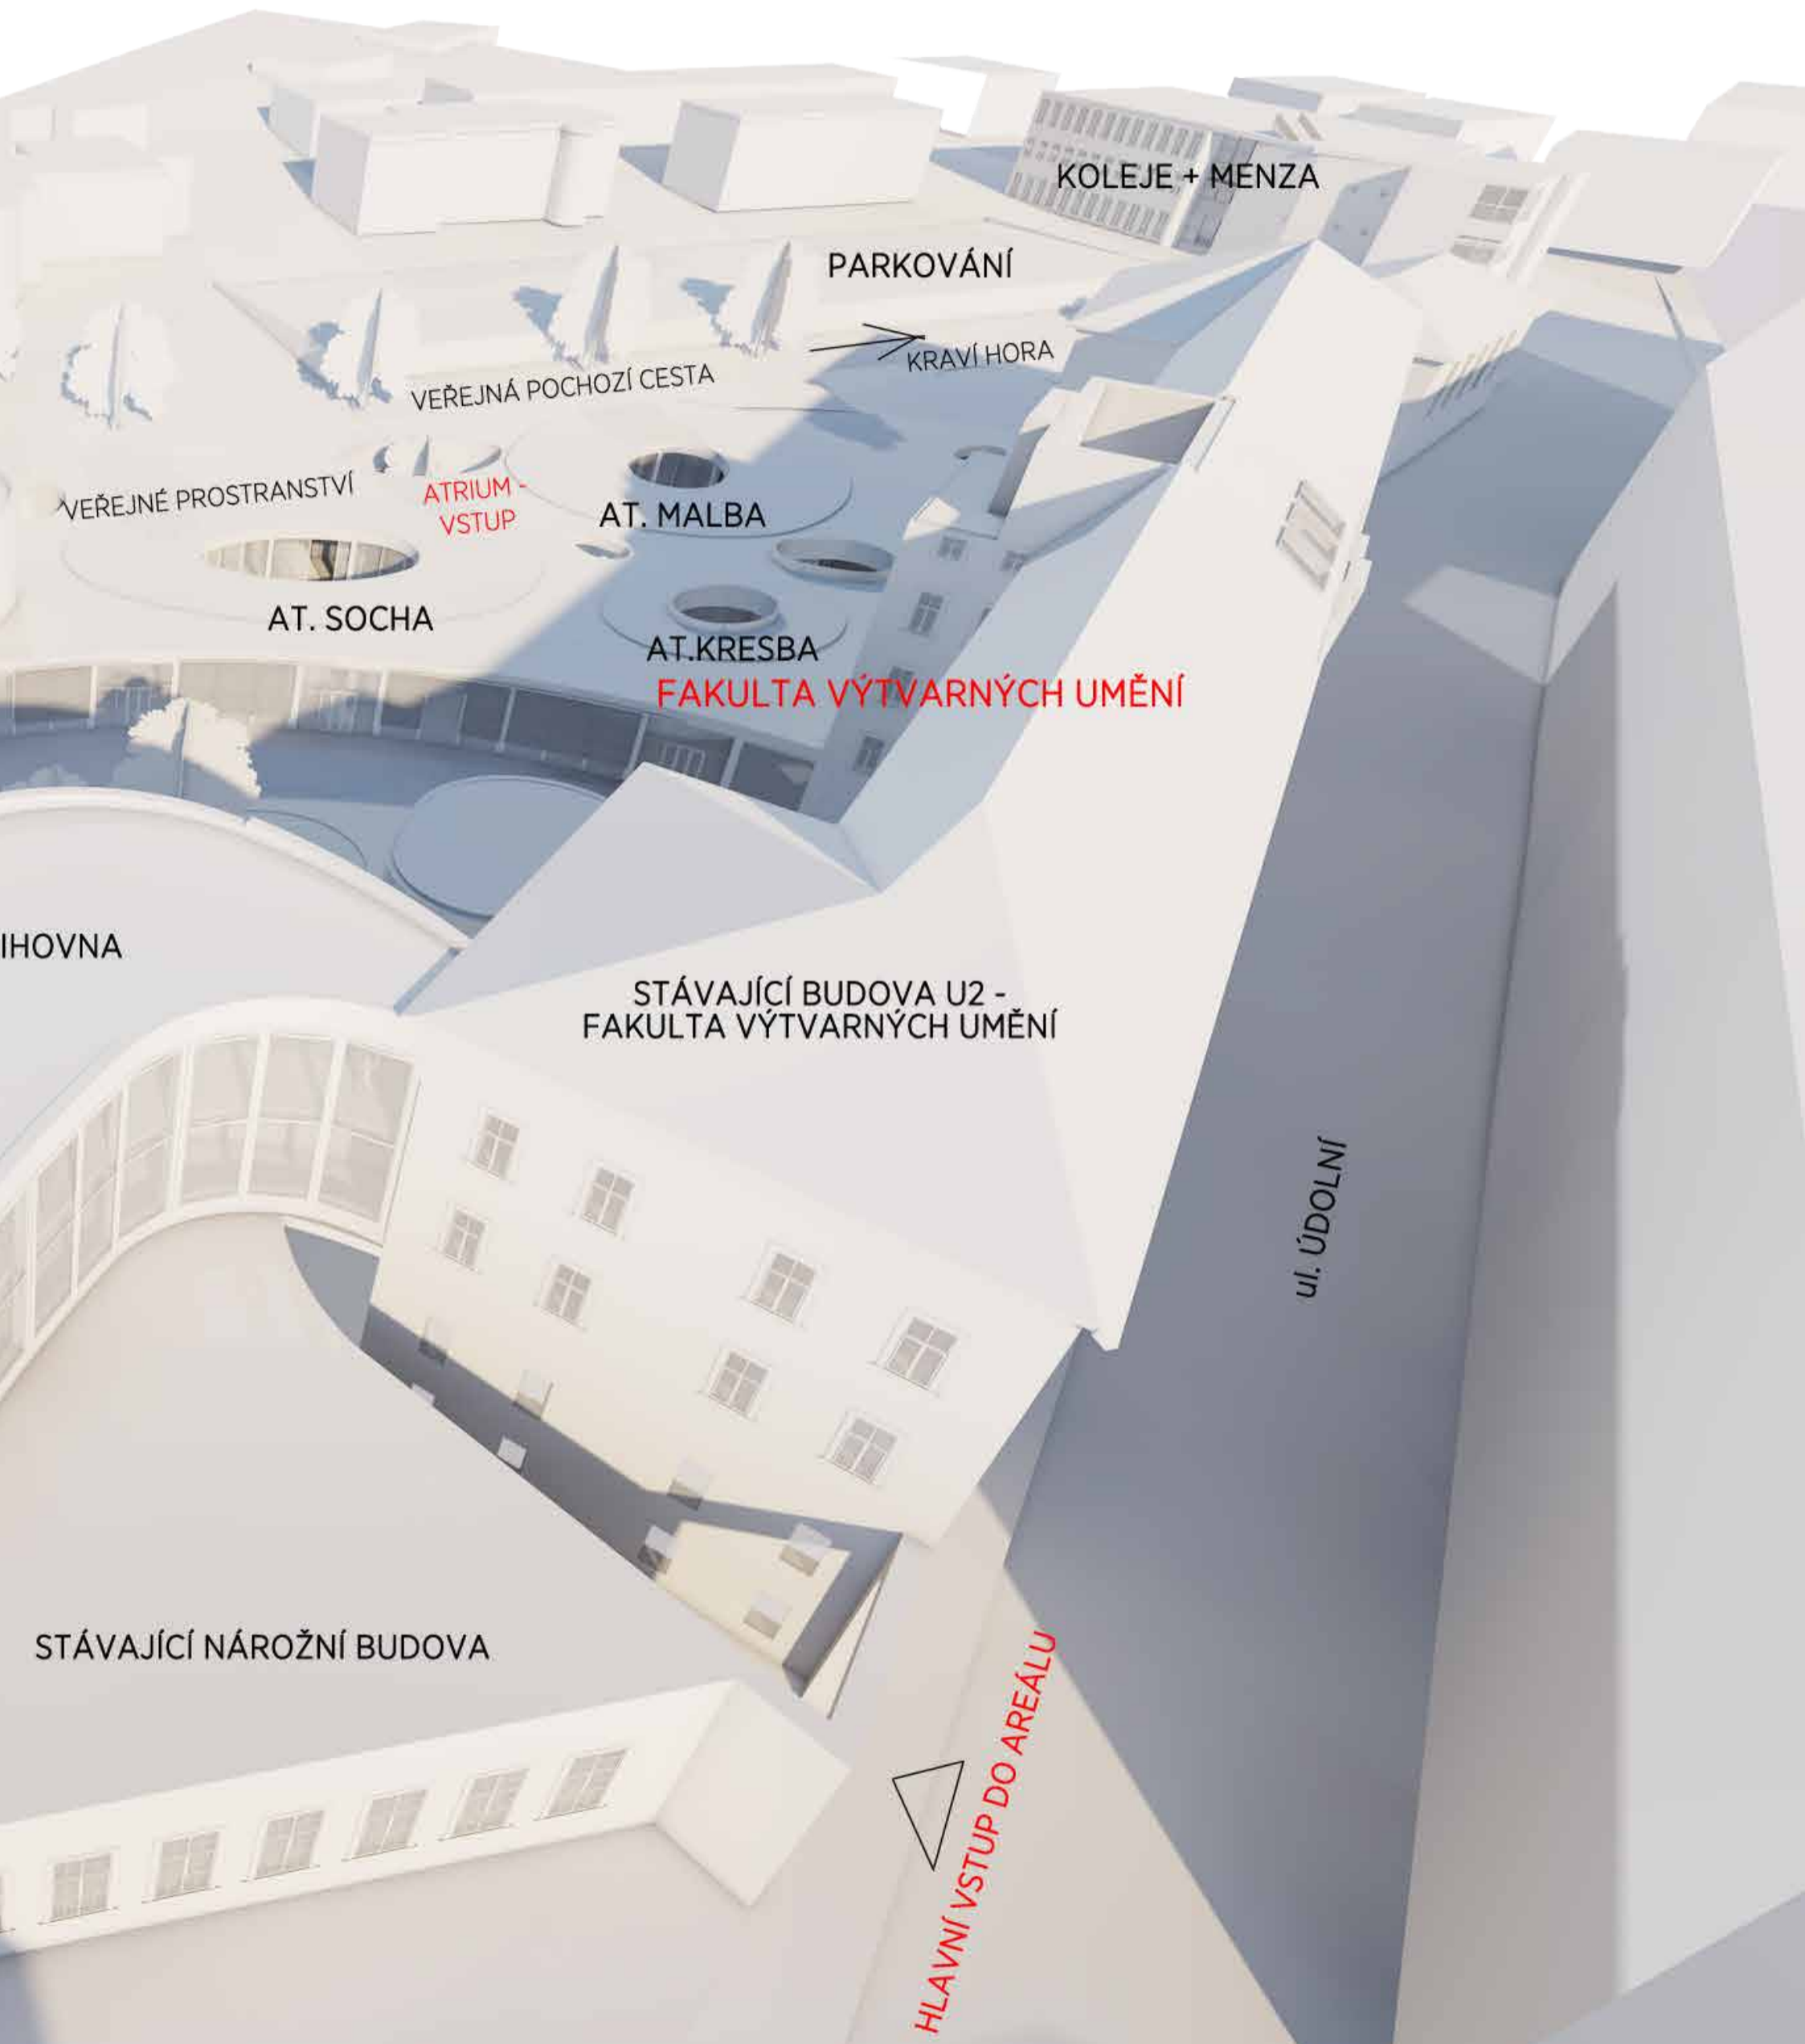 KOLEJE + MENZA
PARKOVÁNÍ
KRAVÍ HORA
VEŘEJNÁ POCHOZÍ CESTA
VEŘEJNÉ PROSTRANSTVÍ
ATRIUM -
VSTUP
AT. MALBA
AT. SOCHA
AT.KRESBA
FAKULTA VÝTVARNÝCH UMĚNÍ
IHOVNA
STÁVAJÍCÍ BUDOVA U2 -
FAKULTA VÝTVARNÝCH UMĚNÍ
ul. ÚDOLNÍ
STÁVAJÍCÍ NÁROŽNÍ BUDOVA
HLAVNÍ VSTUP DO AREÁLU